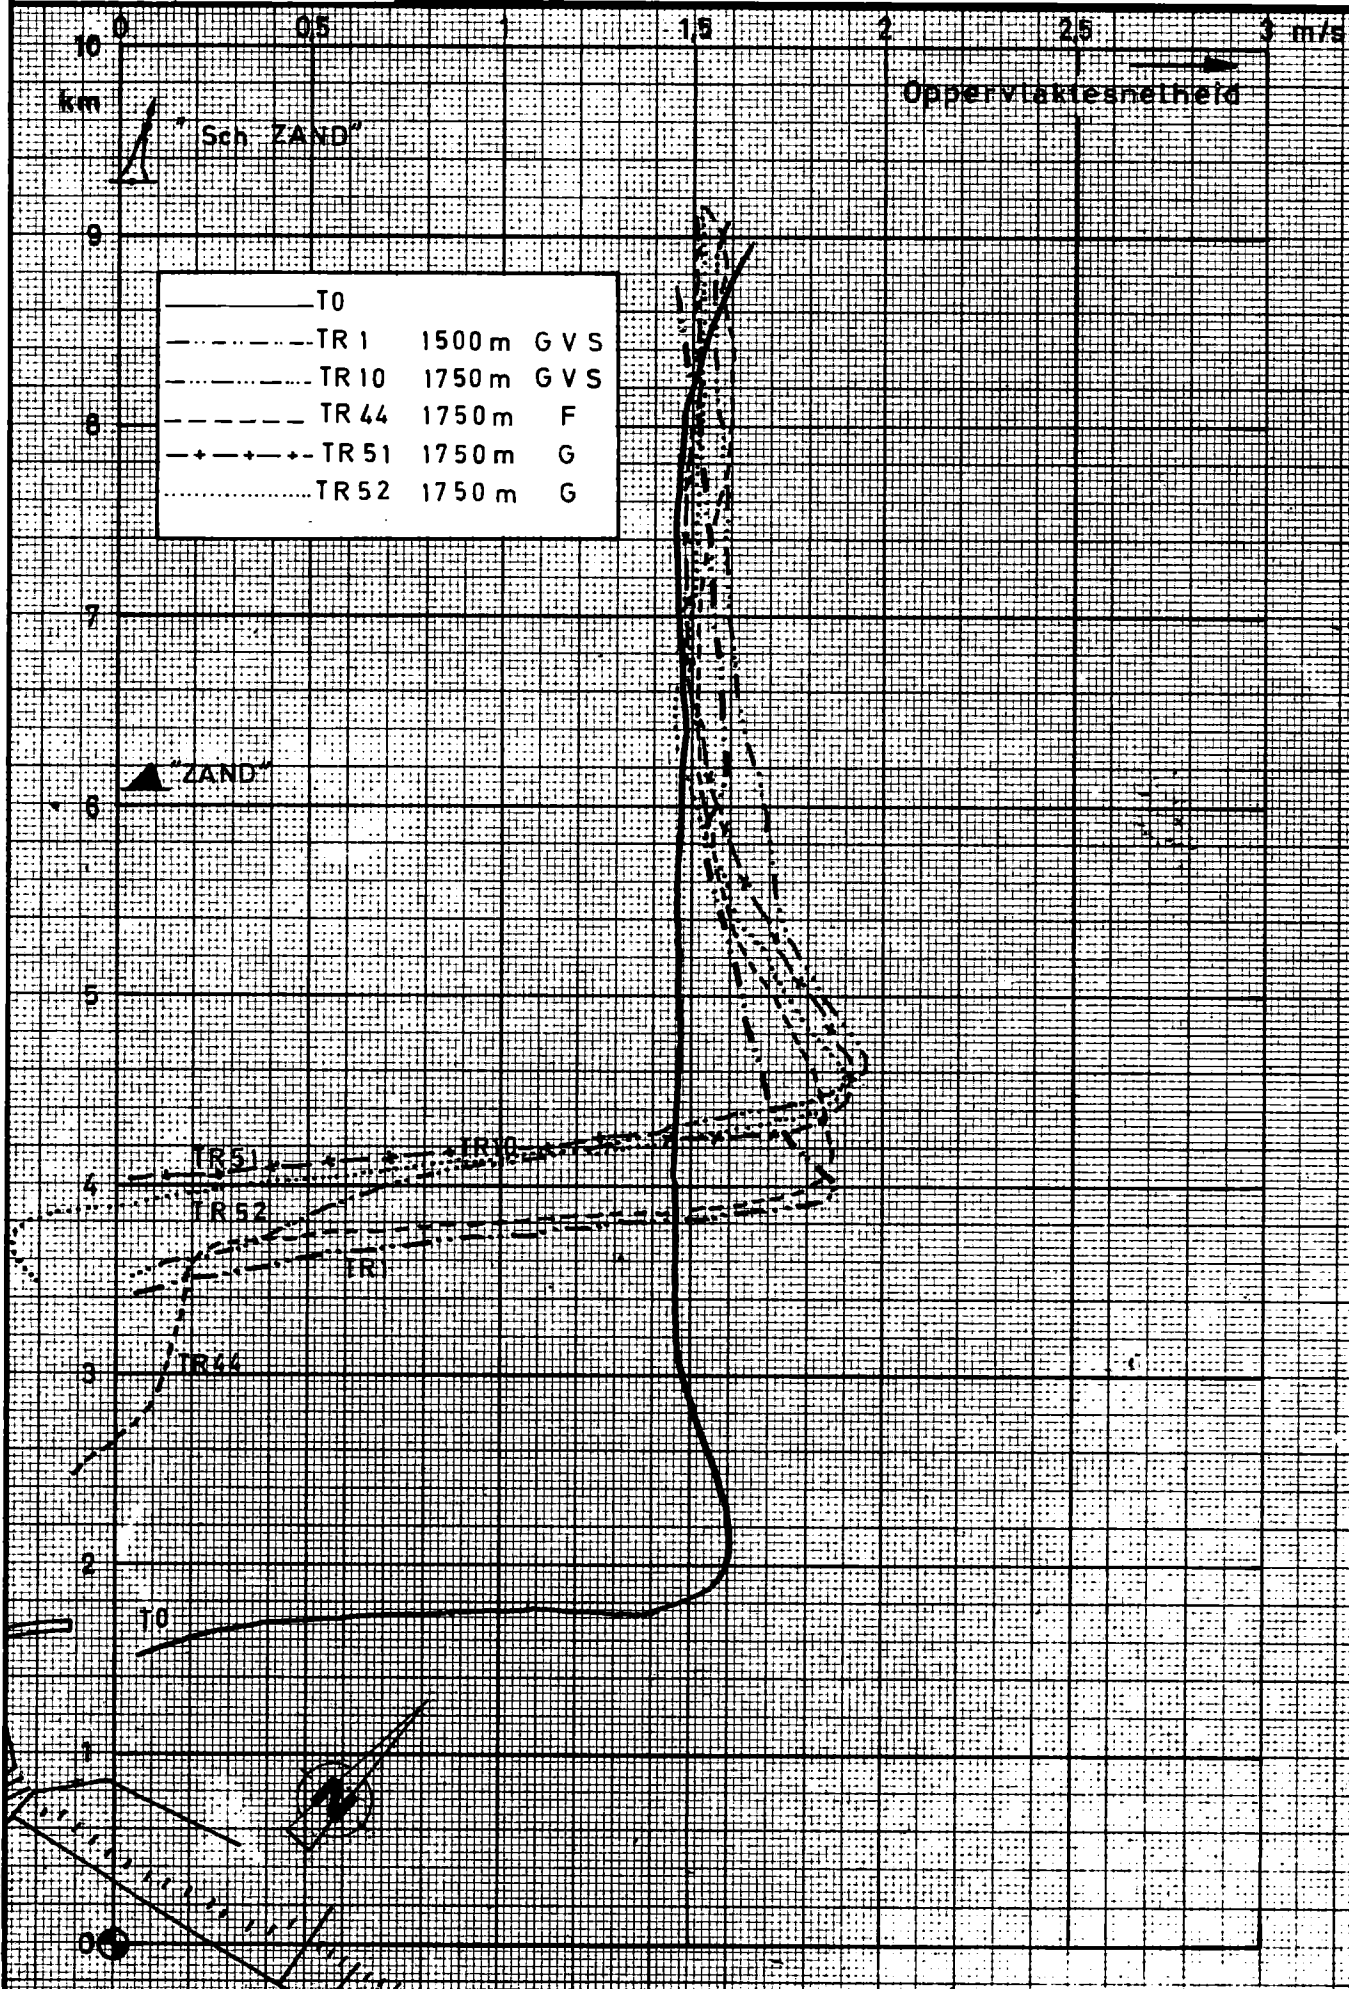 0 0,5 1 1,5 2 2,5 3 m/s
10
km
Oppervlaktesnelheid
" Sch ZAND"
9
T0
TR 1 1500 m G V S
TR 10 1750 m G V S
TR 44 1750 m F
TR 51 1750 m G
TR 52 1750 m G
8
7
"ZAND"
6
5
TR51 TR10
4
TR52
TR1
TR44
3
2
T0
1
N
0